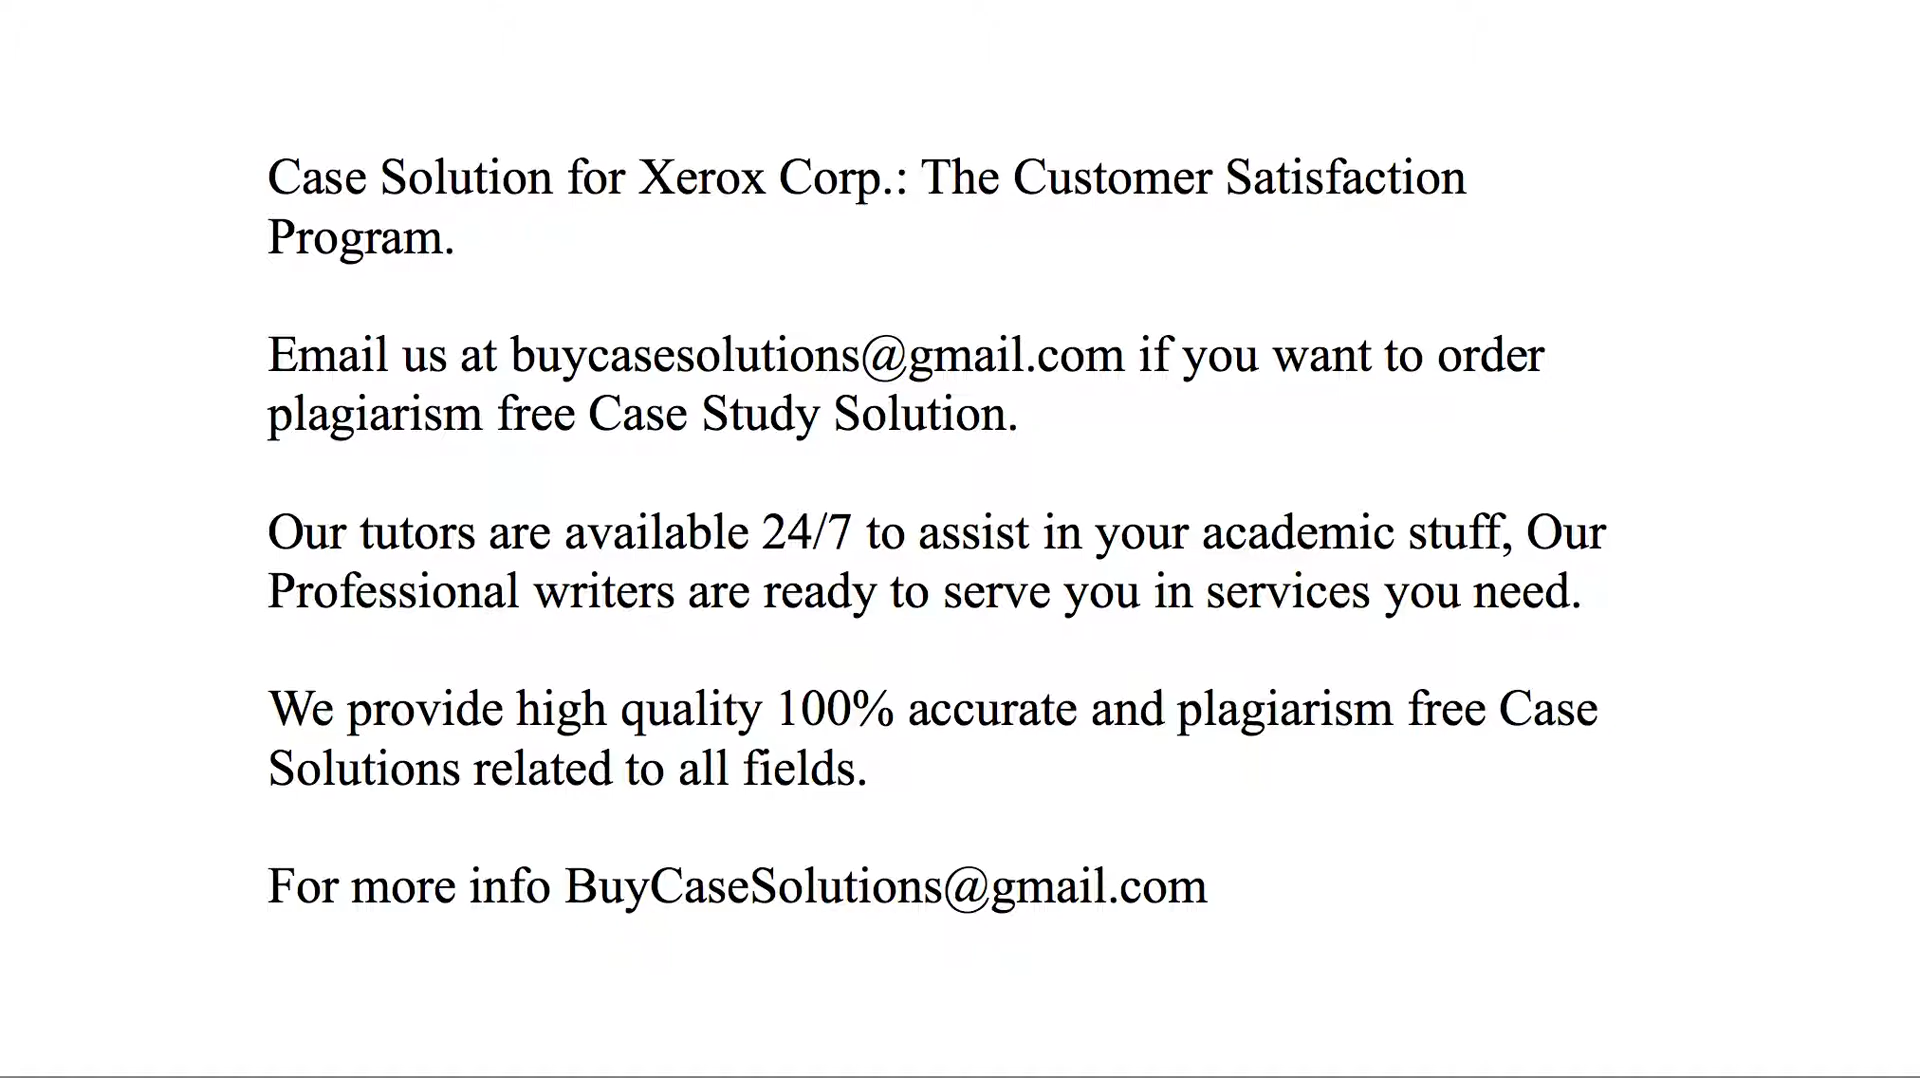 Case Solution for Xerox Corp.: The Customer Satisfaction
Program.
Email us at buycasesolutions@gmail.com if you want to order
plagiarism free Case Study Solution.
Our tutors are available 24/7 to assist in your academic stuff, Our
Professional writers are ready to serve you in services you need.
We provide high quality 100% accurate and plagiarism free Case
Solutions related to all fields.
For more info BuyCaseSolutions@gmail.com